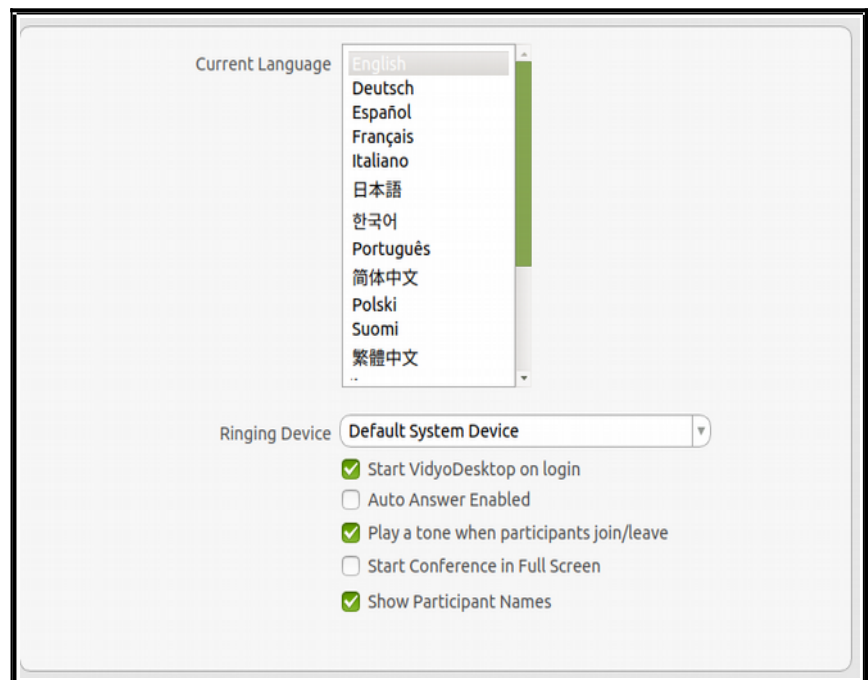 Current Language
English
Deutsch
Español
Français
Italiano
日本語
한국어
Português
简体中文
Polski
Suomi
繁體中文
Ringing Device Default System Device
Start VidyoDesktop on login
Auto Answer Enabled
Play a tone when participants join/leave
Start Conference in Full Screen
Show Participant Names